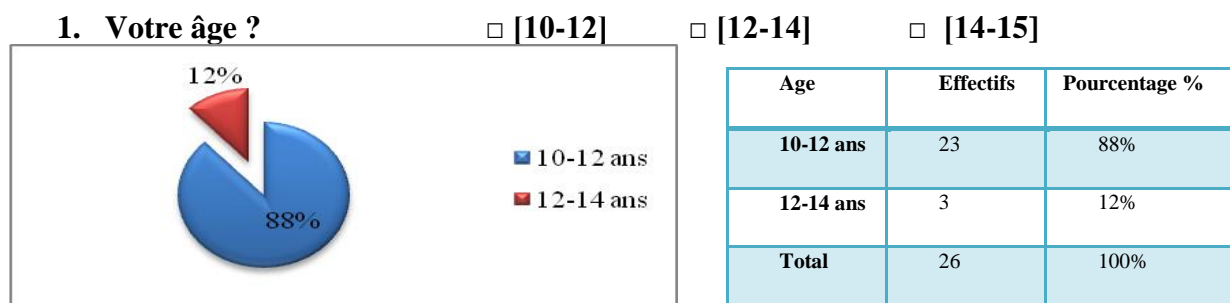 1. Votre âge ? □ [10-12] □ [12-14] □ [14-15]
12%
88%
10-12 ans
12-14 ans
Age Effectifs Pourcentage %
10-12 ans 23 88%
12-14 ans 3 12%
Total 26 100%